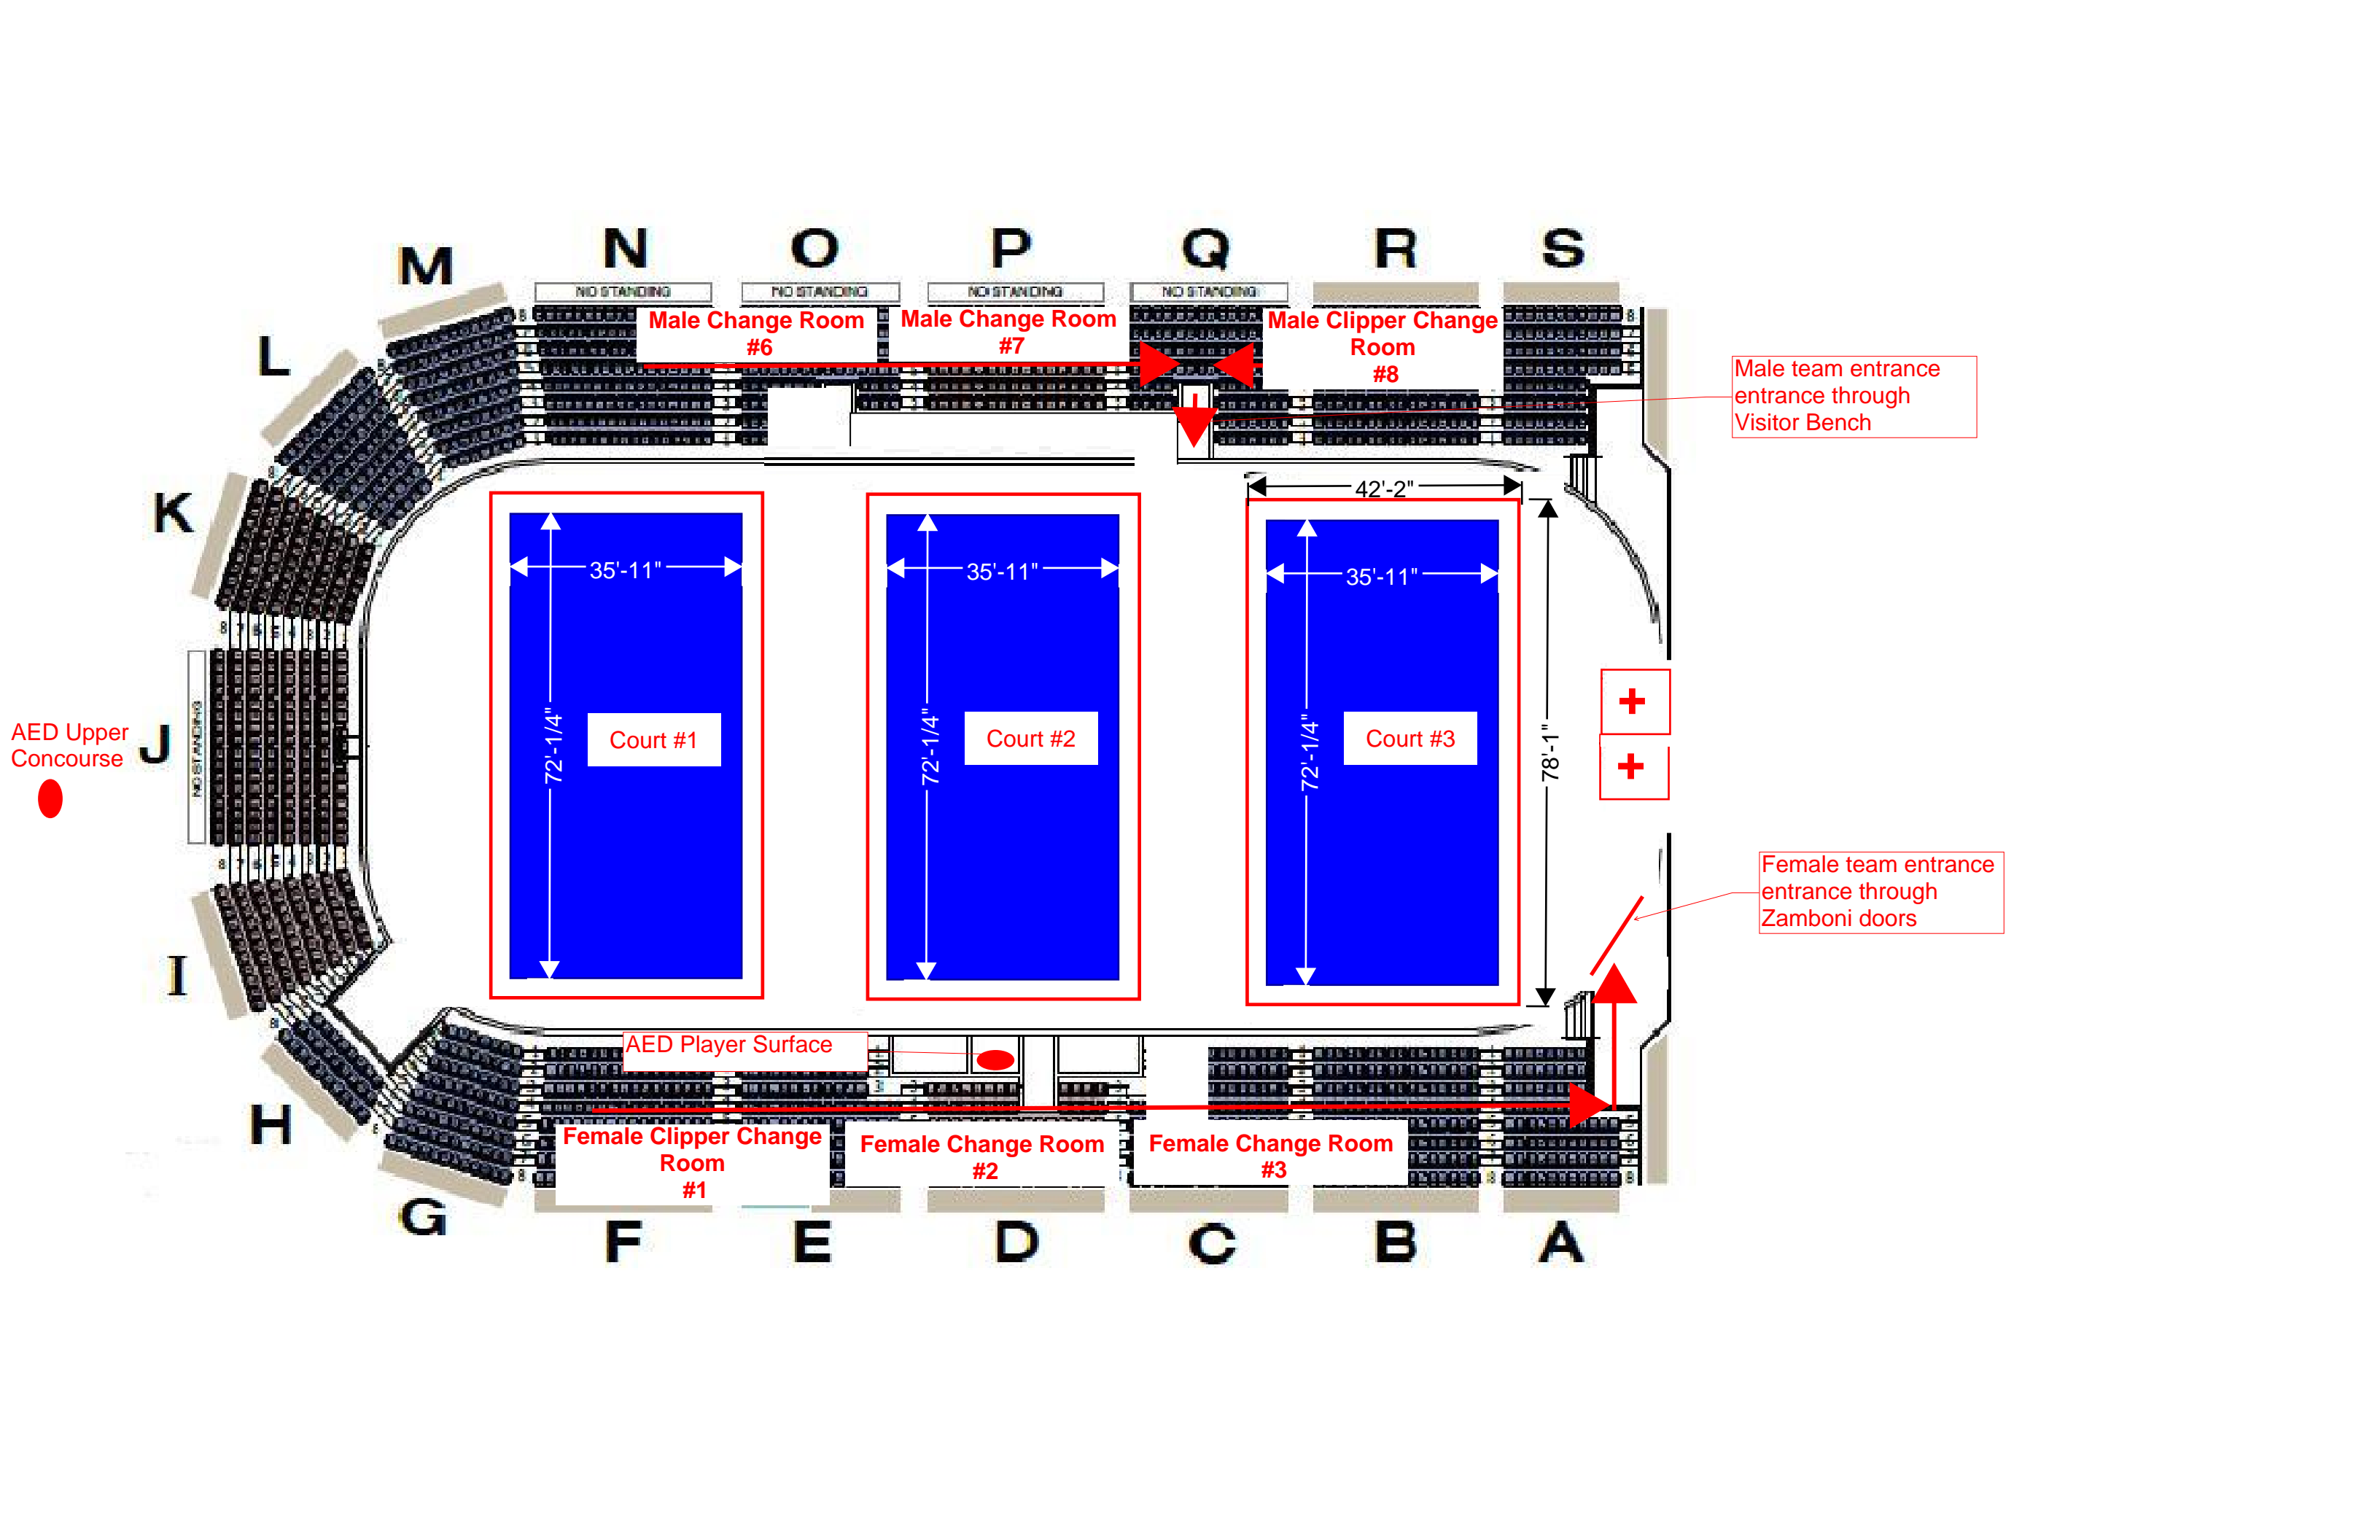 N
O
P
Q
R
S
M
L
K
J
I
H
G
F
E
D
C
B
A
NO STANDING
NO STANDING
NO STANDING
NO STANDING
NO STANDING
Male Change Room
#6
Male Change Room
#7
Male Clipper Change
Room
#8
Male team entrance
entrance through
Visitor Bench
42'-2"
35'-11"
35'-11"
35'-11"
72'-1/4"
72'-1/4"
72'-1/4"
78'-1"
Court #1
Court #2
Court #3
AED Upper
Concourse
Female team entrance
entrance through
Zamboni doors
AED Player Surface
Female Clipper Change
Room
#1
Female Change Room
#2
Female Change Room
#3